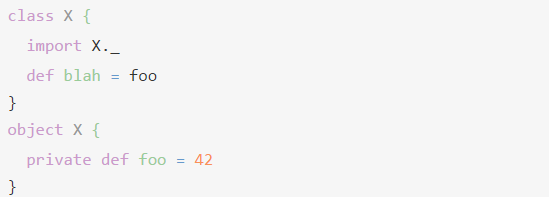 class X {
  import X._
  def blah = foo
}
object X {
  private def foo = 42
}